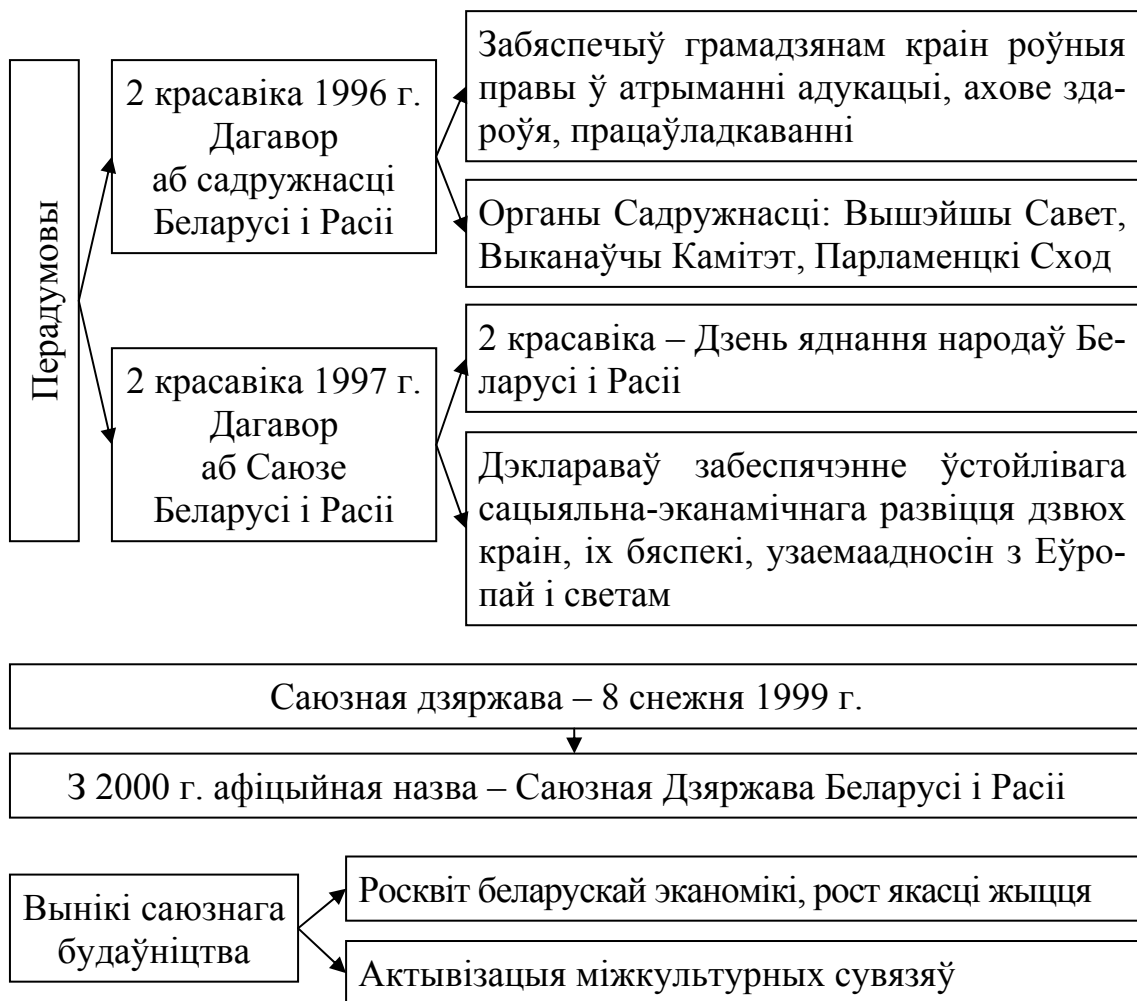 Перадумовы
2 красавіка 1996 г.
Дагавор
аб садружнасці
Беларусі і Расіі
Забяспечыў грамадзянам краін роўныя
правы ў атрыманні адукацыі, ахове зда-
роўя, працаўладкаванні
Органы Садружнасці: Вышэйшы Савет,
Выканаўчы Камітэт, Парламенцкі Сход
2 красавіка 1997 г.
Дагавор
аб Саюзе
Беларусі і Расіі
2 красавіка – Дзень яднання народаў Бе-
ларусі і Расіі
Дэклараваў забеспячэнне ўстойлівага
сацыяльна-эканамічнага развіцця дзвюх
краін, іх бяспекі, узаемаадносін з Еўро-
пай і светам
Саюзная дзяржава – 8 снежня 1999 г.
З 2000 г. афіцыйная назва – Саюзная Дзяржава Беларусі і Расіі
Вынікі саюзнага
будаўніцтва
Росквіт беларускай эканомікі, рост якасці жыцця
Актывізацыя міжкультурных сувязяў